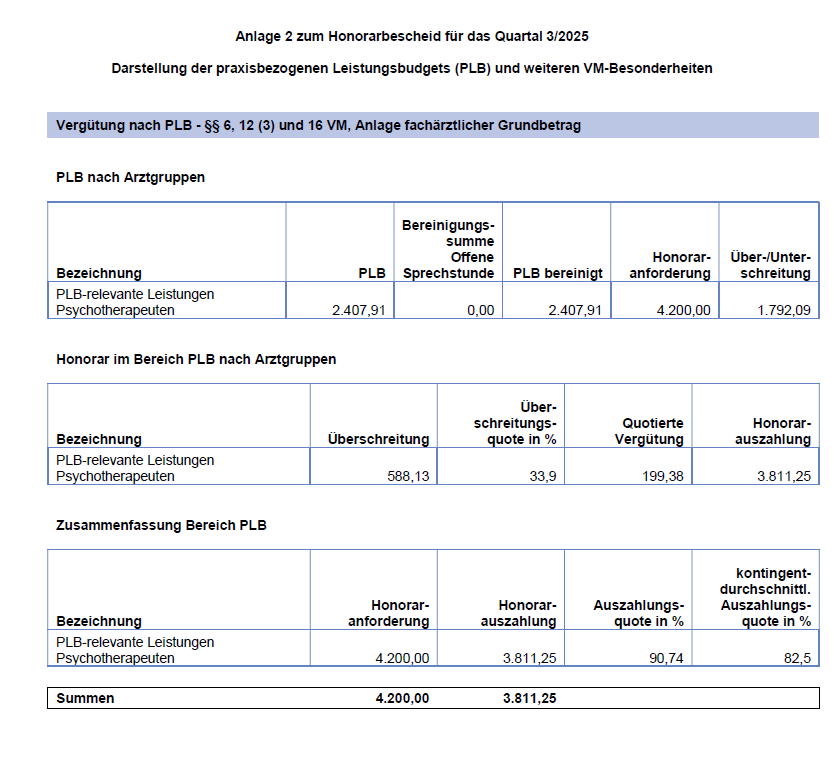 Anlage 2 zum Honorarbescheid für das Quartal 3/2025
Darstellung der praxisbezogenen Leistungsbudgets (PLB) und weiteren VM-Besonderheiten
Vergütung nach PLB - §§ 6, 12 (3) und 16 VM, Anlage fachärztlicher Grundbetrag
PLB nach Arztgruppen
Bereinigungs-
summe
Offene Honorar- Über-/Unter-
Bezeichnung PLB Sprechstunde PLB bereinigt anforderung schreitung
PLB-relevante Leistungen
Psychotherapeuten 2.407,91 0,00 2.407,91 4.200,00 1.792,09
Honorar im Bereich PLB nach Arztgruppen
Über-
schreitungs- Quotierte Honorar-
Bezeichnung Überschreitung quote in % Vergütung auszahlung
PLB-relevante Leistungen
Psychotherapeuten 588,13 33,9 199,38 3.811,25
Zusammenfassung Bereich PLB
kontingent-
durchschnittl.
Honorar- Honorar- Auszahlungs- Auszahlungs-
Bezeichnung anforderung auszahlung quote in % quote in %
PLB-relevante Leistungen
Psychotherapeuten 4.200,00 3.811,25 90,74 82,5
Summen 4.200,00 3.811,25